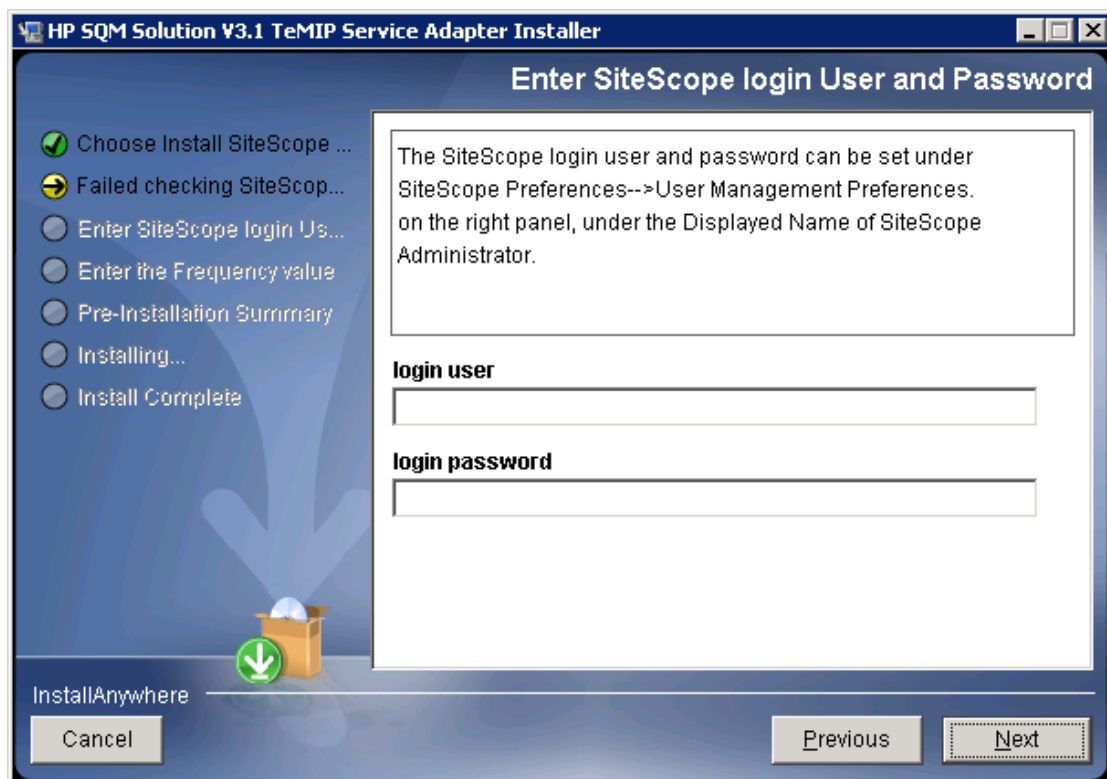 HP SQM Solution V3.1 TeMIP Service Adapter Installer
Enter SiteScope login User and Password
Choose Install SiteScope ...
Failed checking SiteScop...
Enter SiteScope login Us...
Enter the Frequency value
Pre-Installation Summary
Installing...
Install Complete
The SiteScope login user and password can be set under
SiteScope Preferences-->User Management Preferences.
on the right panel, under the Displayed Name of SiteScope
Administrator.
login user
login password
InstallAnywhere
Cancel
Previous
Next